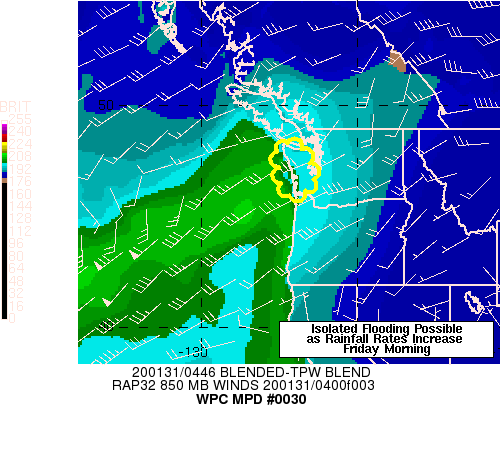 BRIT
255
240
224
208
192
176
160
144
128
112
96
80
64
48
32
16
0
50
-130
Isolated Flooding Possible
as Rainfall Rates Increase
Friday Morning
200131/0446 BLENDED-TPW BLEND
RAP32 850 MB WINDS 200131/0400f003
WPC MPD #0030